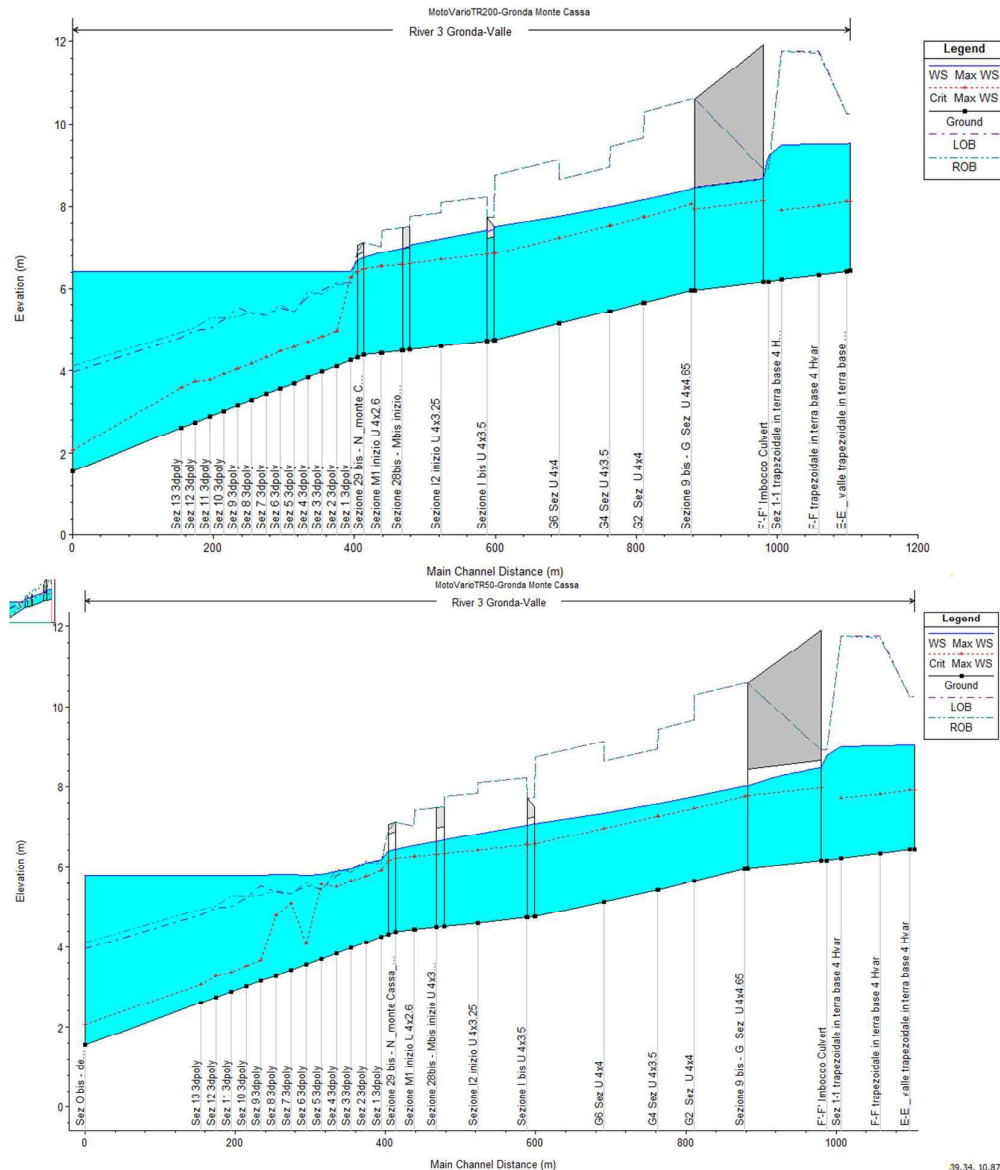 MotoVarioTR200-Gronda Monte Cassa
River 3 Gronda-Valle
Legend
WS Max WS
Crit Max WS
Ground
LOB
ROB
12
10
8
6
4
2
0
Elevation (m)
Sez 13 3dpoly
Sez 12 3dpoly
Sez 11 3dpoly
Sez 10 3dpoly
Sez 9 3dpoly
Sez 8 3dpoly
Sez 7 3dpoly
Sez 6 3dpoly
Sez 5 3dpoly
Sez 4 3dpoly
Sez 3 3dpoly
Sez 2 3dpoly
Sez 1 3dpoly
Sezione 29 bis - N_monte C...
Sezione M1 inizio U 4x2.6
Sezione 28bis - Mbis inizio...
Sezione I2 inizio U 4x3.25
Sezione I bis U 4x3.5
G6 Sez U 4x4
G4 Sez U 4x3.5
G2 Sez U 4x4
Sezione 9 bis - G Sez U 4x4.65
F'-F' Imbocco Culvert
Sez 1-1 trapezoidale in terra base 4 H...
F-F trapezoidale in terra base 4 Hvar
E-E _ valle trapezoidale in terra base ...
0
200
400
600
800
1000
1200
Main Channel Distance (m)
MotoVarioTR50-Gronda Monte Cassa
River 3 Gronda-Valle
Legend
WS Max WS
Crit Max WS
Ground
LOB
ROB
12
10
8
6
4
2
0
Elevation (m)
Sez O bis - de...
Sez 13 3dpoly
Sez 12 3dpoly
Sez 11 3dpoly
Sez 10 3dpoly
Sez 9 3dpoly
Sez 8 3dpoly
Sez 7 3dpoly
Sez 6 3dpoly
Sez 5 3dpoly
Sez 4 3dpoly
Sez 3 3dpoly
Sez 2 3dpoly
Sez 1 3dpoly
Sezione 29 bis - N_monte Cassa_...
Sezione M1 inizio U 4x2.6
Sezione 28bis - Mbis inizio U 4x3...
Sezione I2 inizio U 4x3.25
Sezione I bis U 4x3.5
G6 Sez U 4x4
G4 Sez U 4x3.5
G2 Sez U 4x4
Sezione 9 bis - G Sez U 4x4.65
F'-F' Imbocco Culvert
Sez 1-1 trapezoidale in terra base 4 Hvar
F-F trapezoidale in terra base 4 Hvar
E-E _ valle trapezoidale in terra base 4 Hvar
0
200
400
600
800
1000
Main Channel Distance (m)
39.34, 10.87